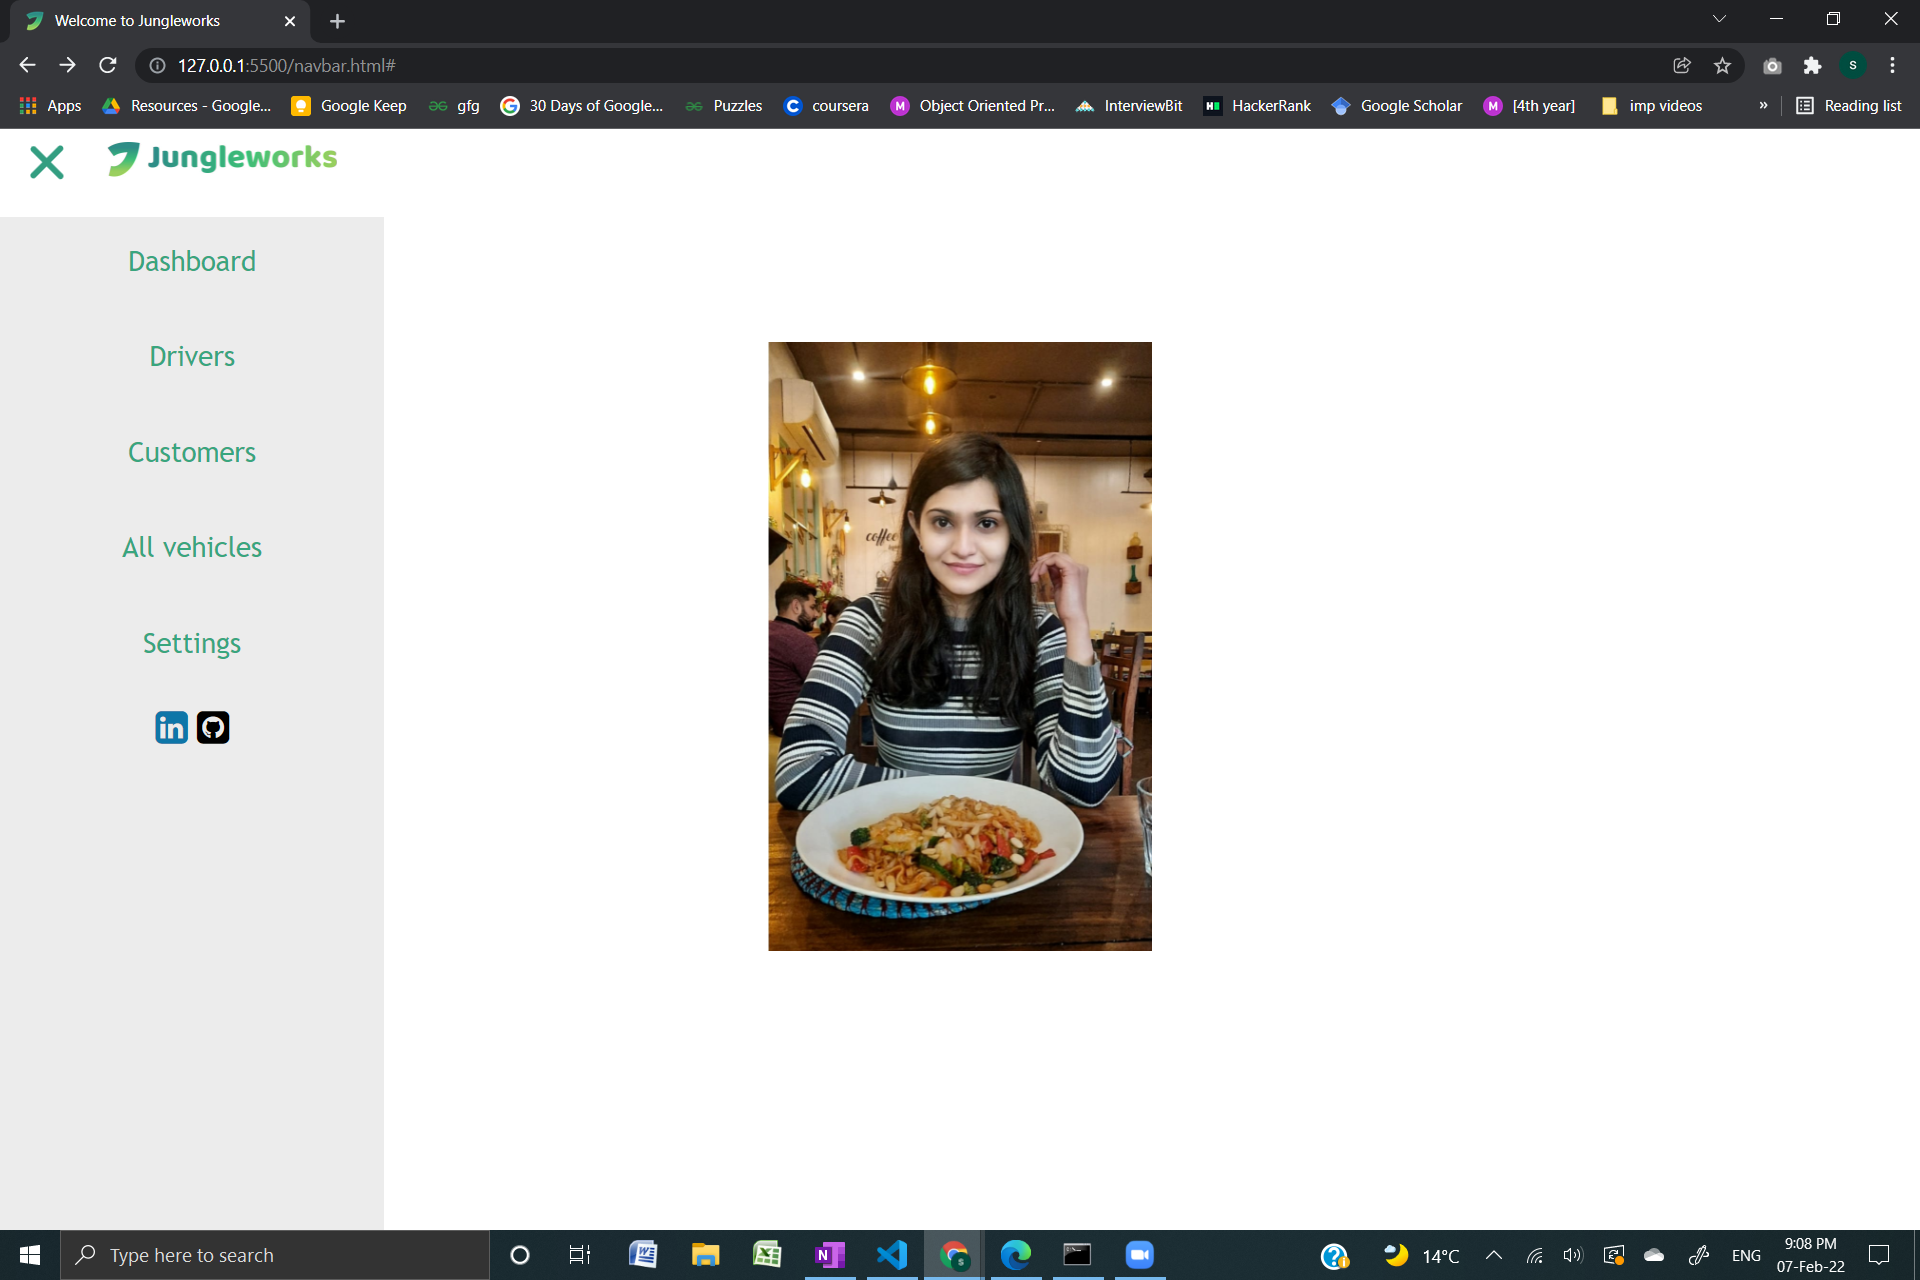 Welcome to Jungleworks
127.0.0.1:5500/navbar.html#
Apps Resources - Google... Google Keep gfg 30 Days of Google... Puzzles coursera Object Oriented Pr... InterviewBit HackerRank Google Scholar [4th year] imp videos » Reading list
Jungleworks
Dashboard
Drivers
Customers
All vehicles
Settings
in
coffee
Type here to search
14°C ENG 9:08 PM
07-Feb-22